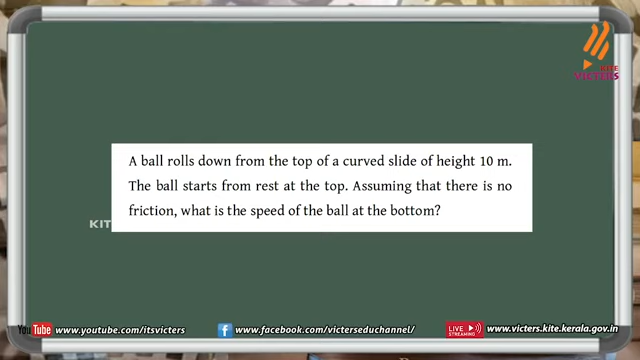 KITE
VICTERS
A ball rolls down from the top of a curved slide of height 10 m.
The ball starts from rest at the top. Assuming that there is no
friction, what is the speed of the ball at the bottom?
KIT
YouTube www.youtube.com/itsvicters
f www.facebook.com/victerseduchannel/
LIVE STREAMING www.victers.kite.kerala.gov.in